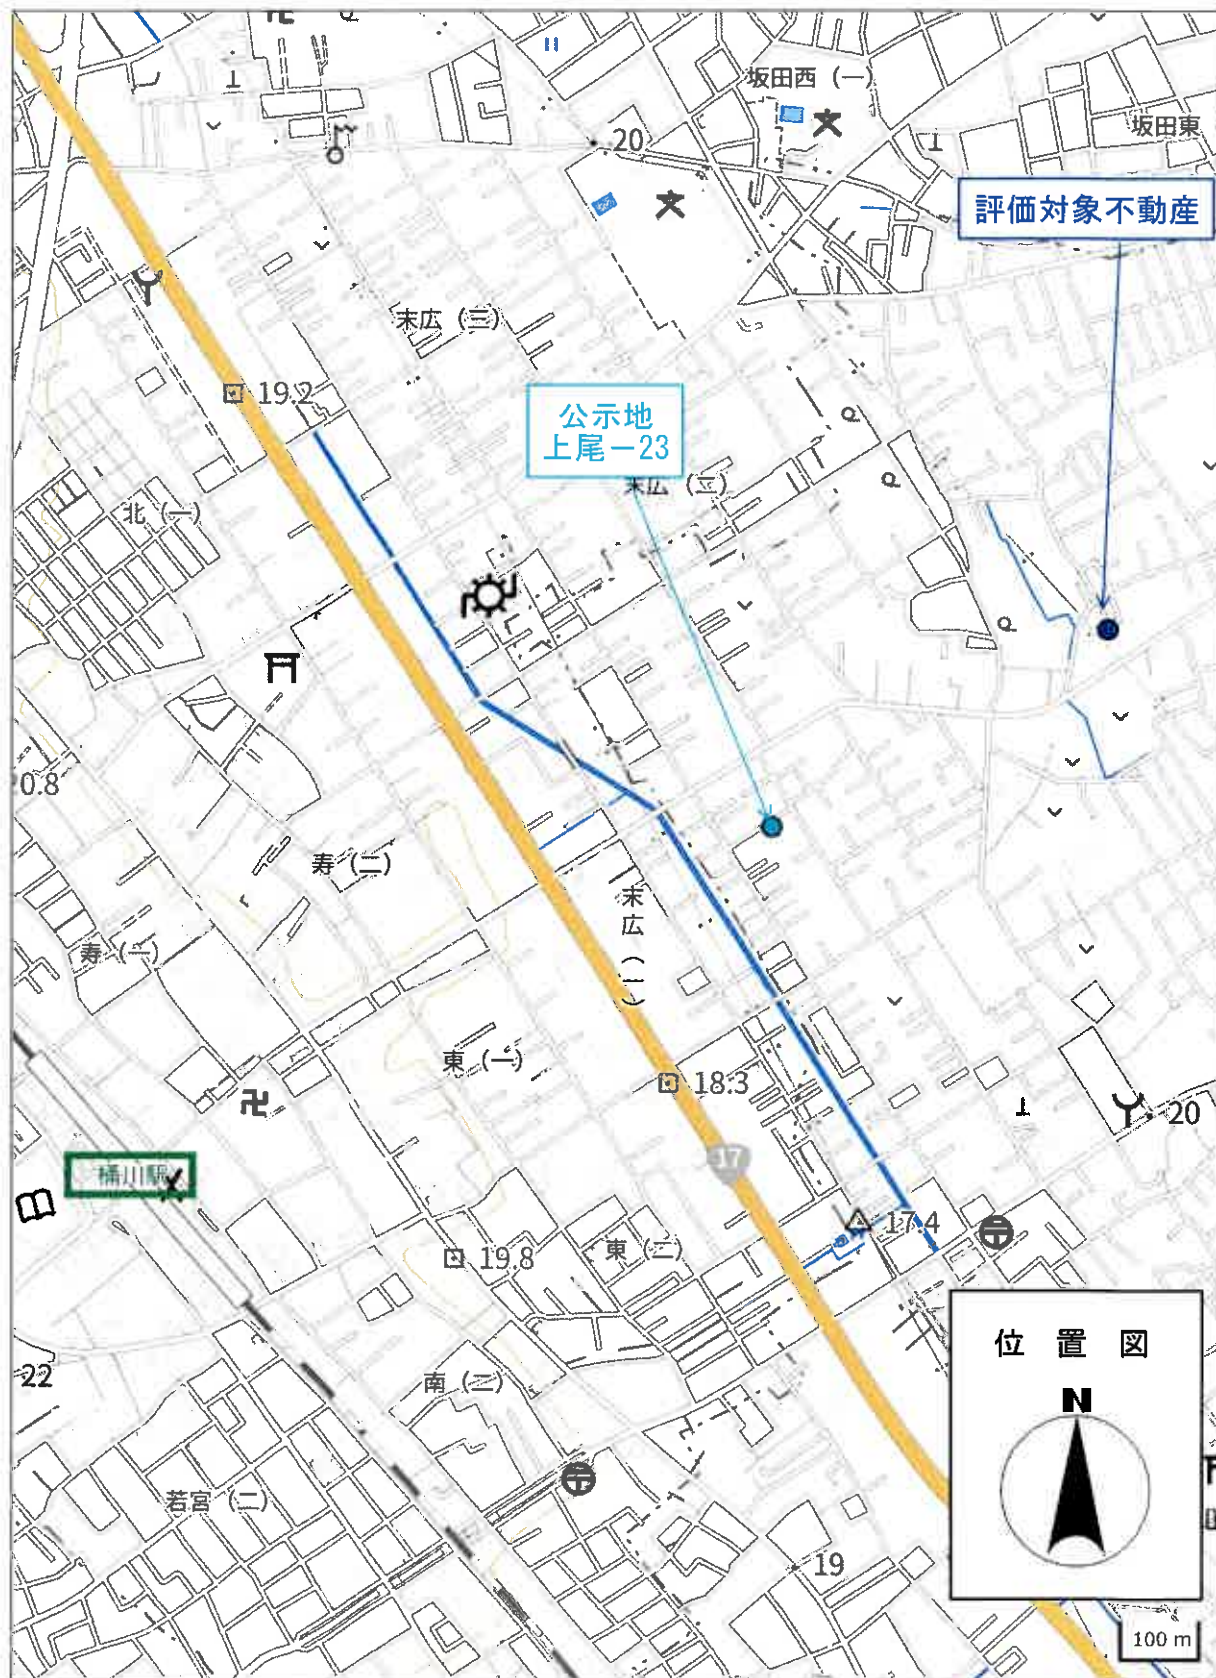 坂田西（一）
坂田東
20
評価対象不動産
末広（三）
19.2
公示地
上尾－23
末広（二）
北（一）
0.8
寿（二）
末広（一）
寿（一）
東（一）
18.3
20
桶川駅
17
17.4
19.8
東（二）
位置図
N
22
南（二）
若宮（二）
19
100 m